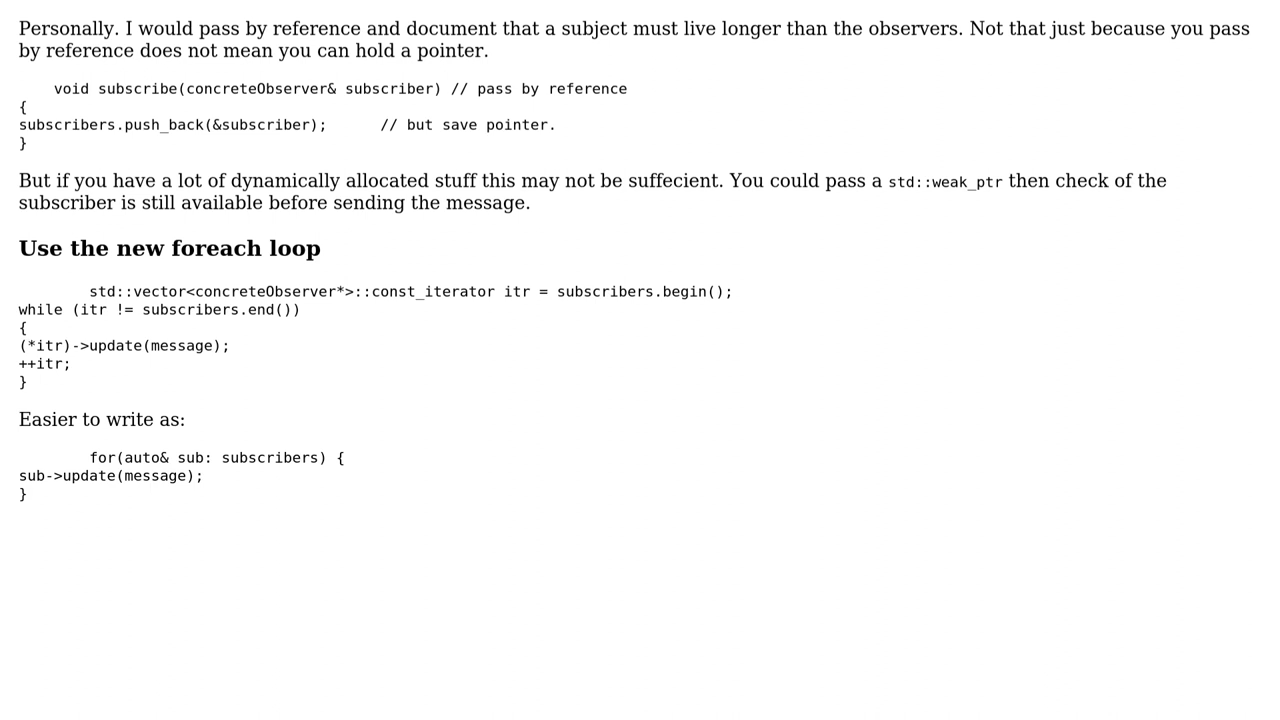 Personally. I would pass by reference and document that a subject must live longer than the observers. Not that just because you pass
by reference does not mean you can hold a pointer.
    void subscribe(concreteObserver& subscriber) // pass by reference
{
subscribers.push_back(&subscriber);      // but save pointer.
}
But if you have a lot of dynamically allocated stuff this may not be suffecient. You could pass a std::weak_ptr then check of the
subscriber is still available before sending the message.
Use the new foreach loop
        std::vector<concreteObserver*>::const_iterator itr = subscribers.begin();
while (itr != subscribers.end())
{
(*itr)->update(message);
++itr;
}
Easier to write as:
        for(auto& sub: subscribers) {
sub->update(message);
}